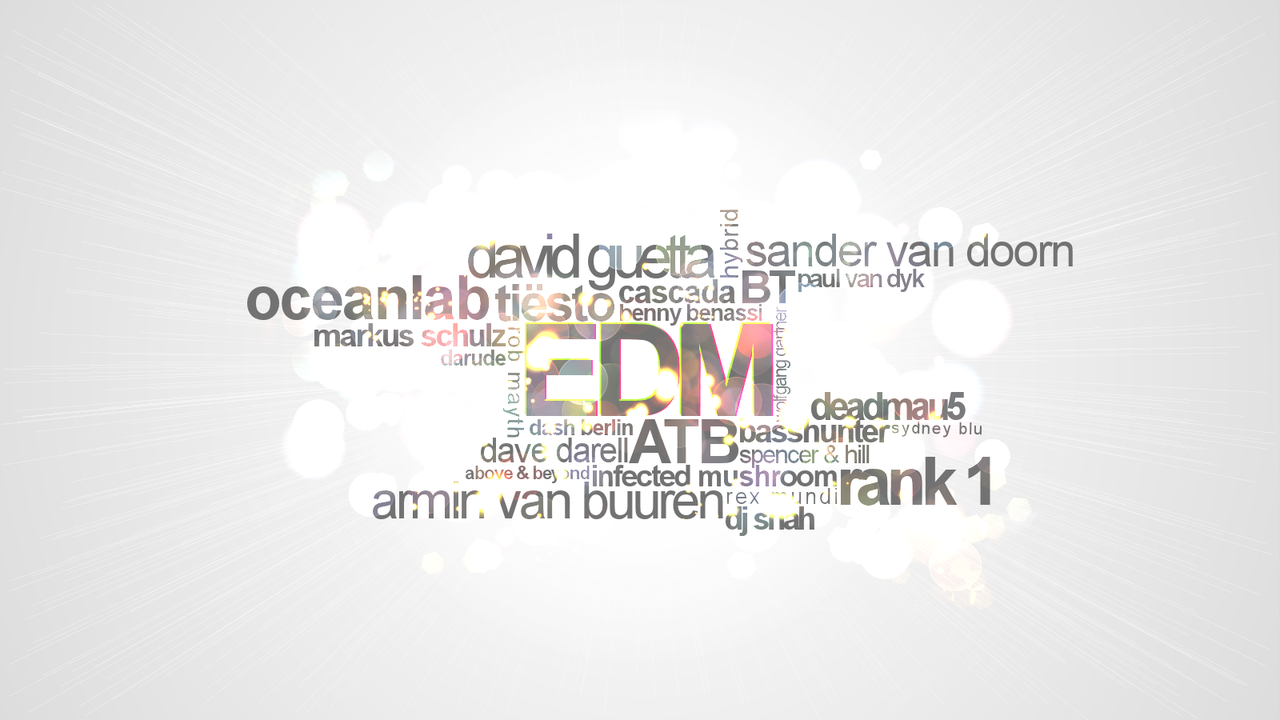 hybrid
david guetta
sander van doorn
oceanlab
tiësto
cascada
BT
paul van dyk
benny benassi
markus schulz
darude
rob mayth
EDM
wolfgang gartner
deadmau5
dash berlin
ATB
basshunter
sydney blu
dave darell
spencer & hill
above & beyond
infected mushroom
rank 1
armin van buuren
rex mundi
dj shah